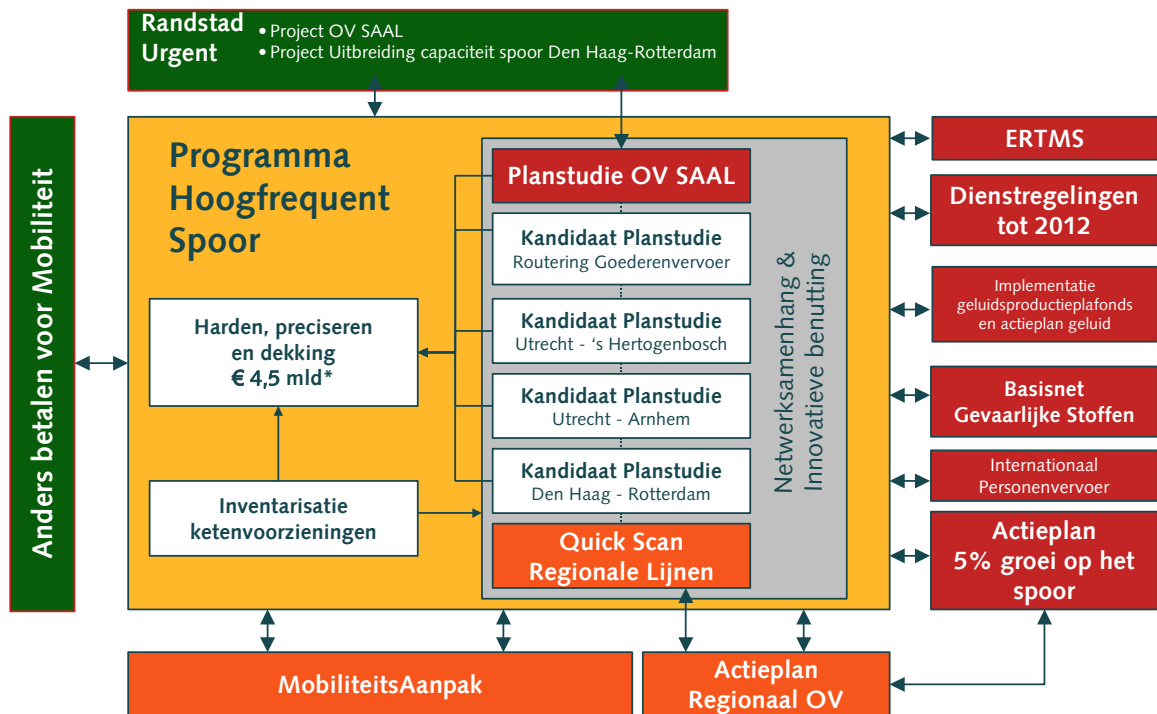 Randstad
Urgent
• Project OV SAAL
• Project Uitbreiding capaciteit spoor Den Haag-Rotterdam
Anders betalen voor Mobiliteit
Programma
Hoogfrequent
Spoor
Harden, preciseren
en dekking
€ 4,5 mld*
Inventarisatie
ketenvoorzieningen
Planstudie OV SAAL
Kandidaat Planstudie
Routering Goederenvervoer
Kandidaat Planstudie
Utrecht - ‘s Hertogenbosch
Kandidaat Planstudie
Utrecht - Arnhem
Kandidaat Planstudie
Den Haag - Rotterdam
Quick Scan
Regionale Lijnen
Netwerksamenhang &
Innovatieve benutting
ERTMS
Dienstregelingen
tot 2012
Implementatie
geluidsproductieplafonds
en actieplan geluid
Basisnet
Gevaarlijke Stoffen
Internationaal
Personenvervoer
Actieplan
5% groei op het
spoor
MobiliteitsAanpak
Actieplan
Regionaal OV